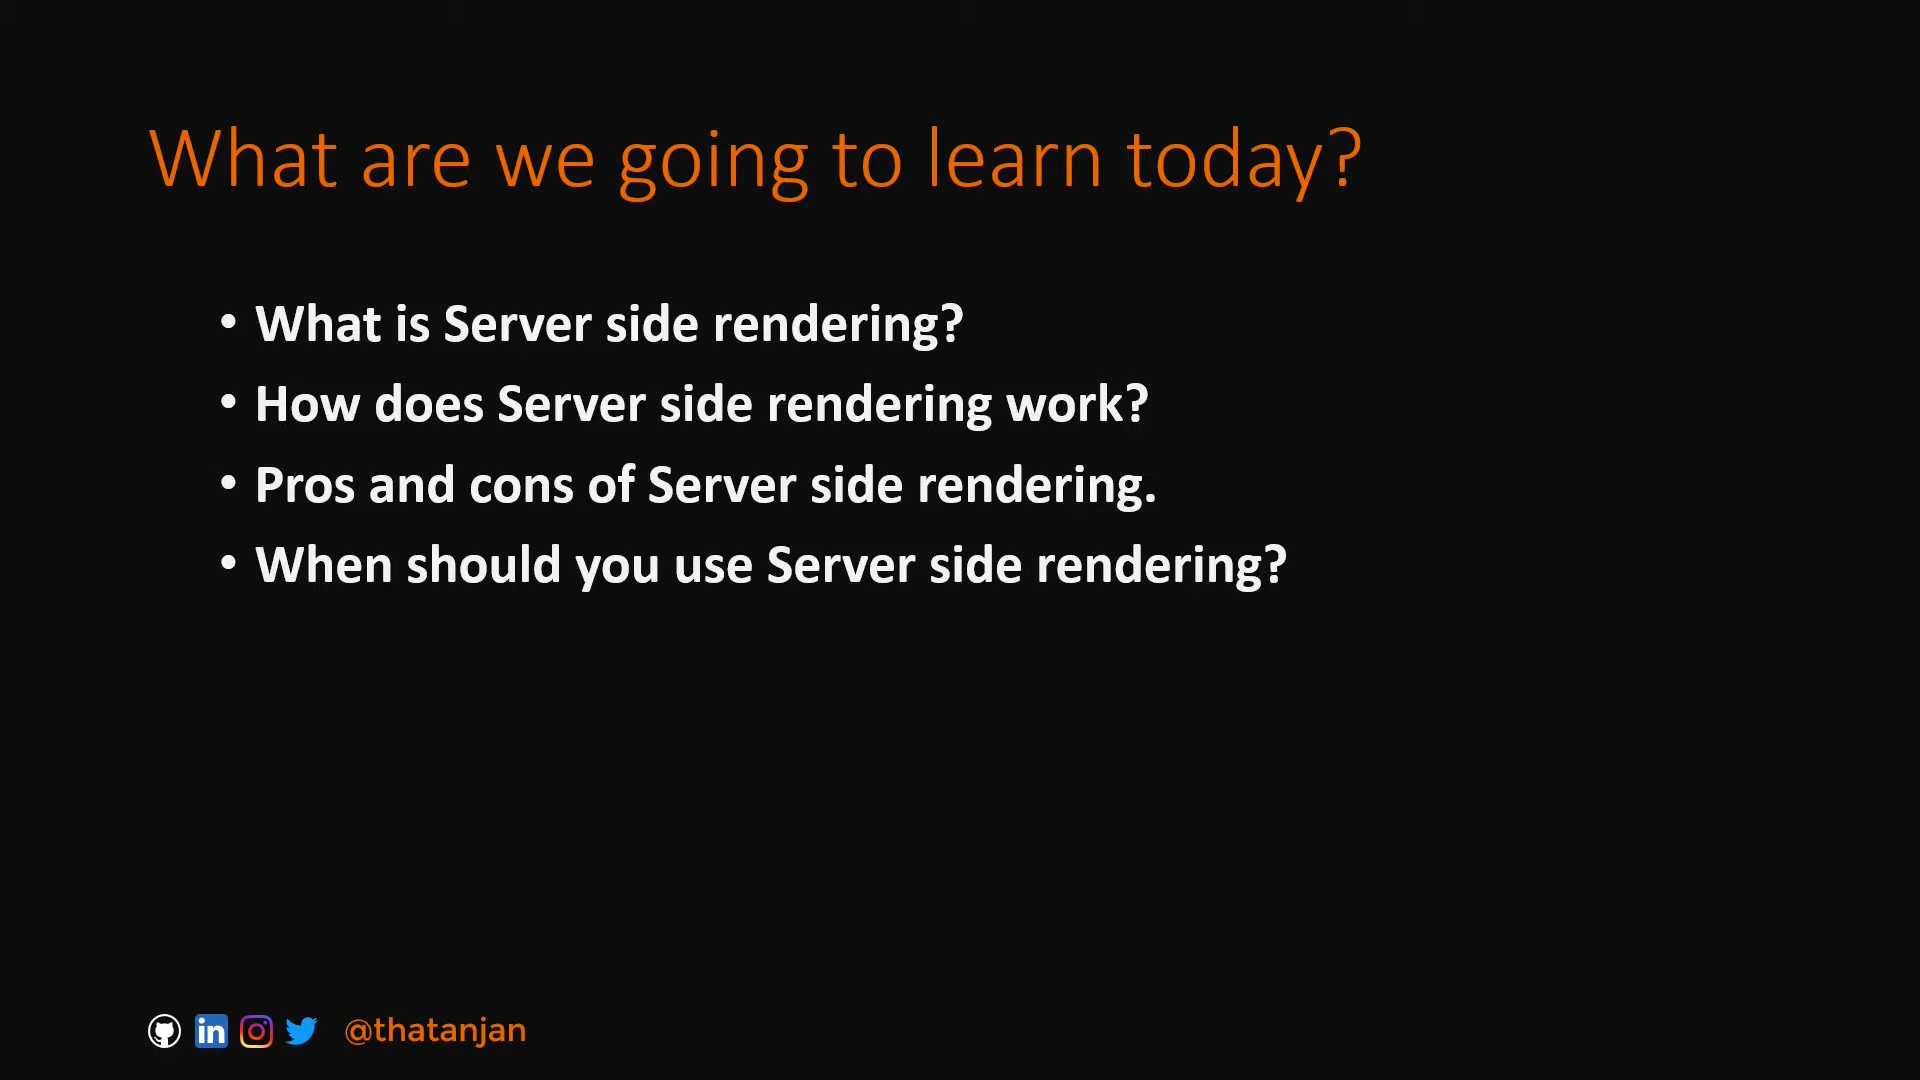 What are we going to learn today?
• What is Server side rendering?
• How does Server side rendering work?
• Pros and cons of Server side rendering.
• When should you use Server side rendering?
in @thatanjan